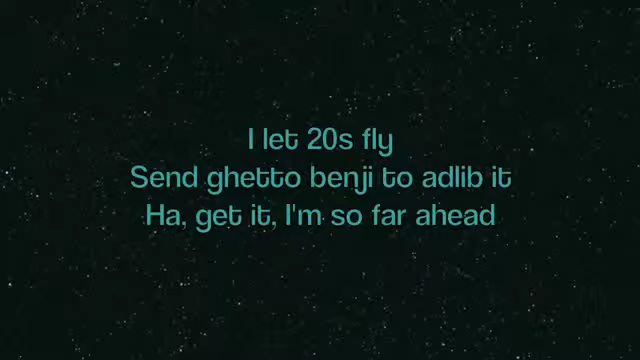 I let 20s fly
Send ghetto benji to adlib it
Ha, get it, I'm so far ahead